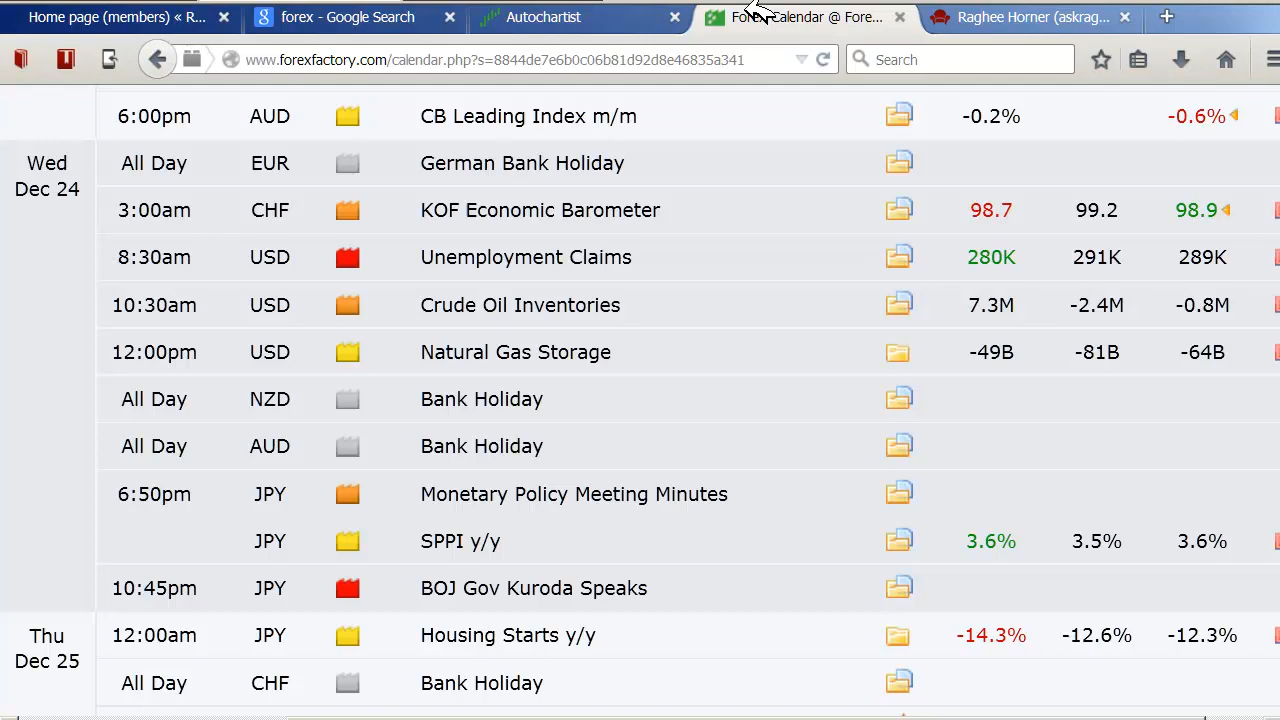 Home page (members) « R...
forex - Google Search
Autochartist
Calendar @ Fore...
Raghee Horner (askrag...
www.forexfactory.com/calendar.php?s=8844de7e6b0c06b81d92d8e46835a341
Search
6:00pm AUD CB Leading Index m/m -0.2% -0.6%
Wed
Dec 24
All Day EUR German Bank Holiday
3:00am CHF KOF Economic Barometer 98.7 99.2 98.9
8:30am USD Unemployment Claims 280K 291K 289K
10:30am USD Crude Oil Inventories 7.3M -2.4M -0.8M
12:00pm USD Natural Gas Storage -49B -81B -64B
All Day NZD Bank Holiday
All Day AUD Bank Holiday
6:50pm JPY Monetary Policy Meeting Minutes
JPY SPPI y/y 3.6% 3.5% 3.6%
10:45pm JPY BOJ Gov Kuroda Speaks
Thu
Dec 25
12:00am JPY Housing Starts y/y -14.3% -12.6% -12.3%
All Day CHF Bank Holiday